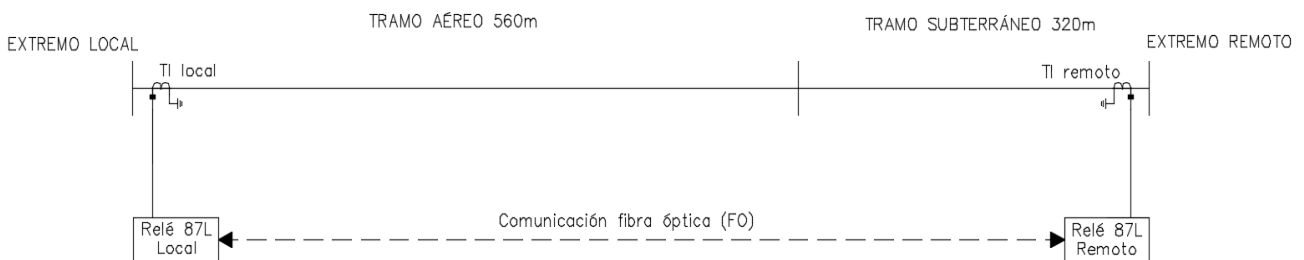 TRAMO AÉREO 560m
TRAMO SUBTERRÁNEO 320m
EXTREMO LOCAL
EXTREMO REMOTO
TI local
TI remoto
Comunicación fibra óptica (FO)
Relé 87L
Local
Relé 87L
Remoto